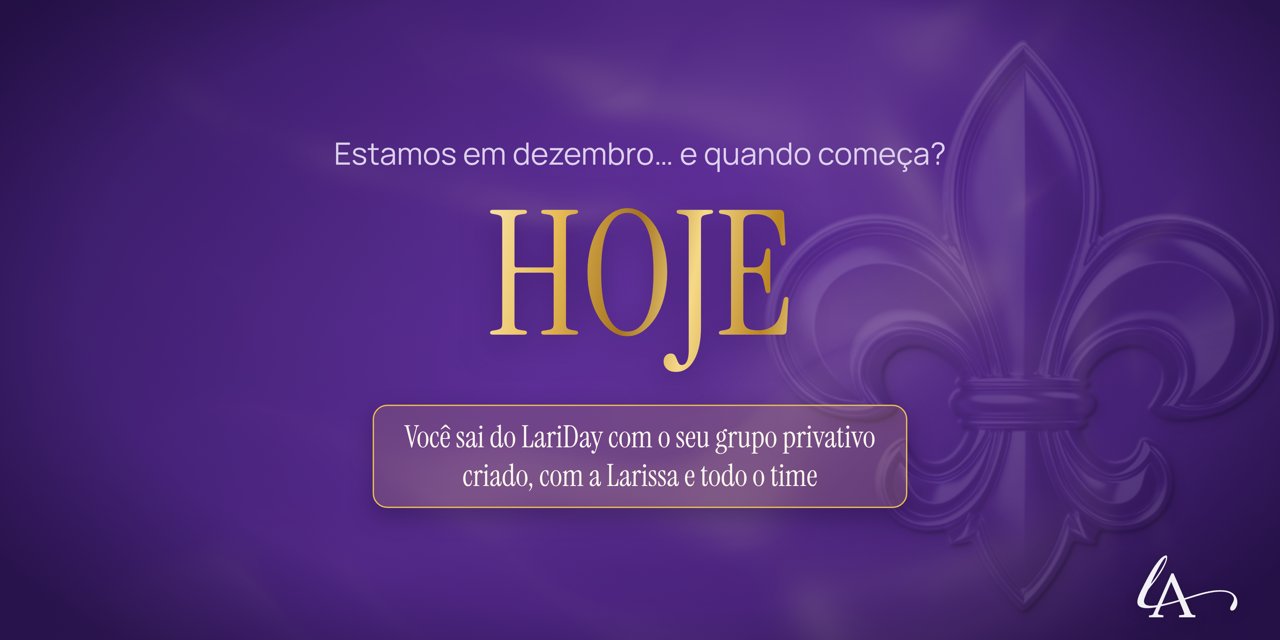 Estamos em dezembro... e quando começa?
HOJE
Você sai do LariDay com o seu grupo privativo
criado, com a Larissa e todo o time
LA